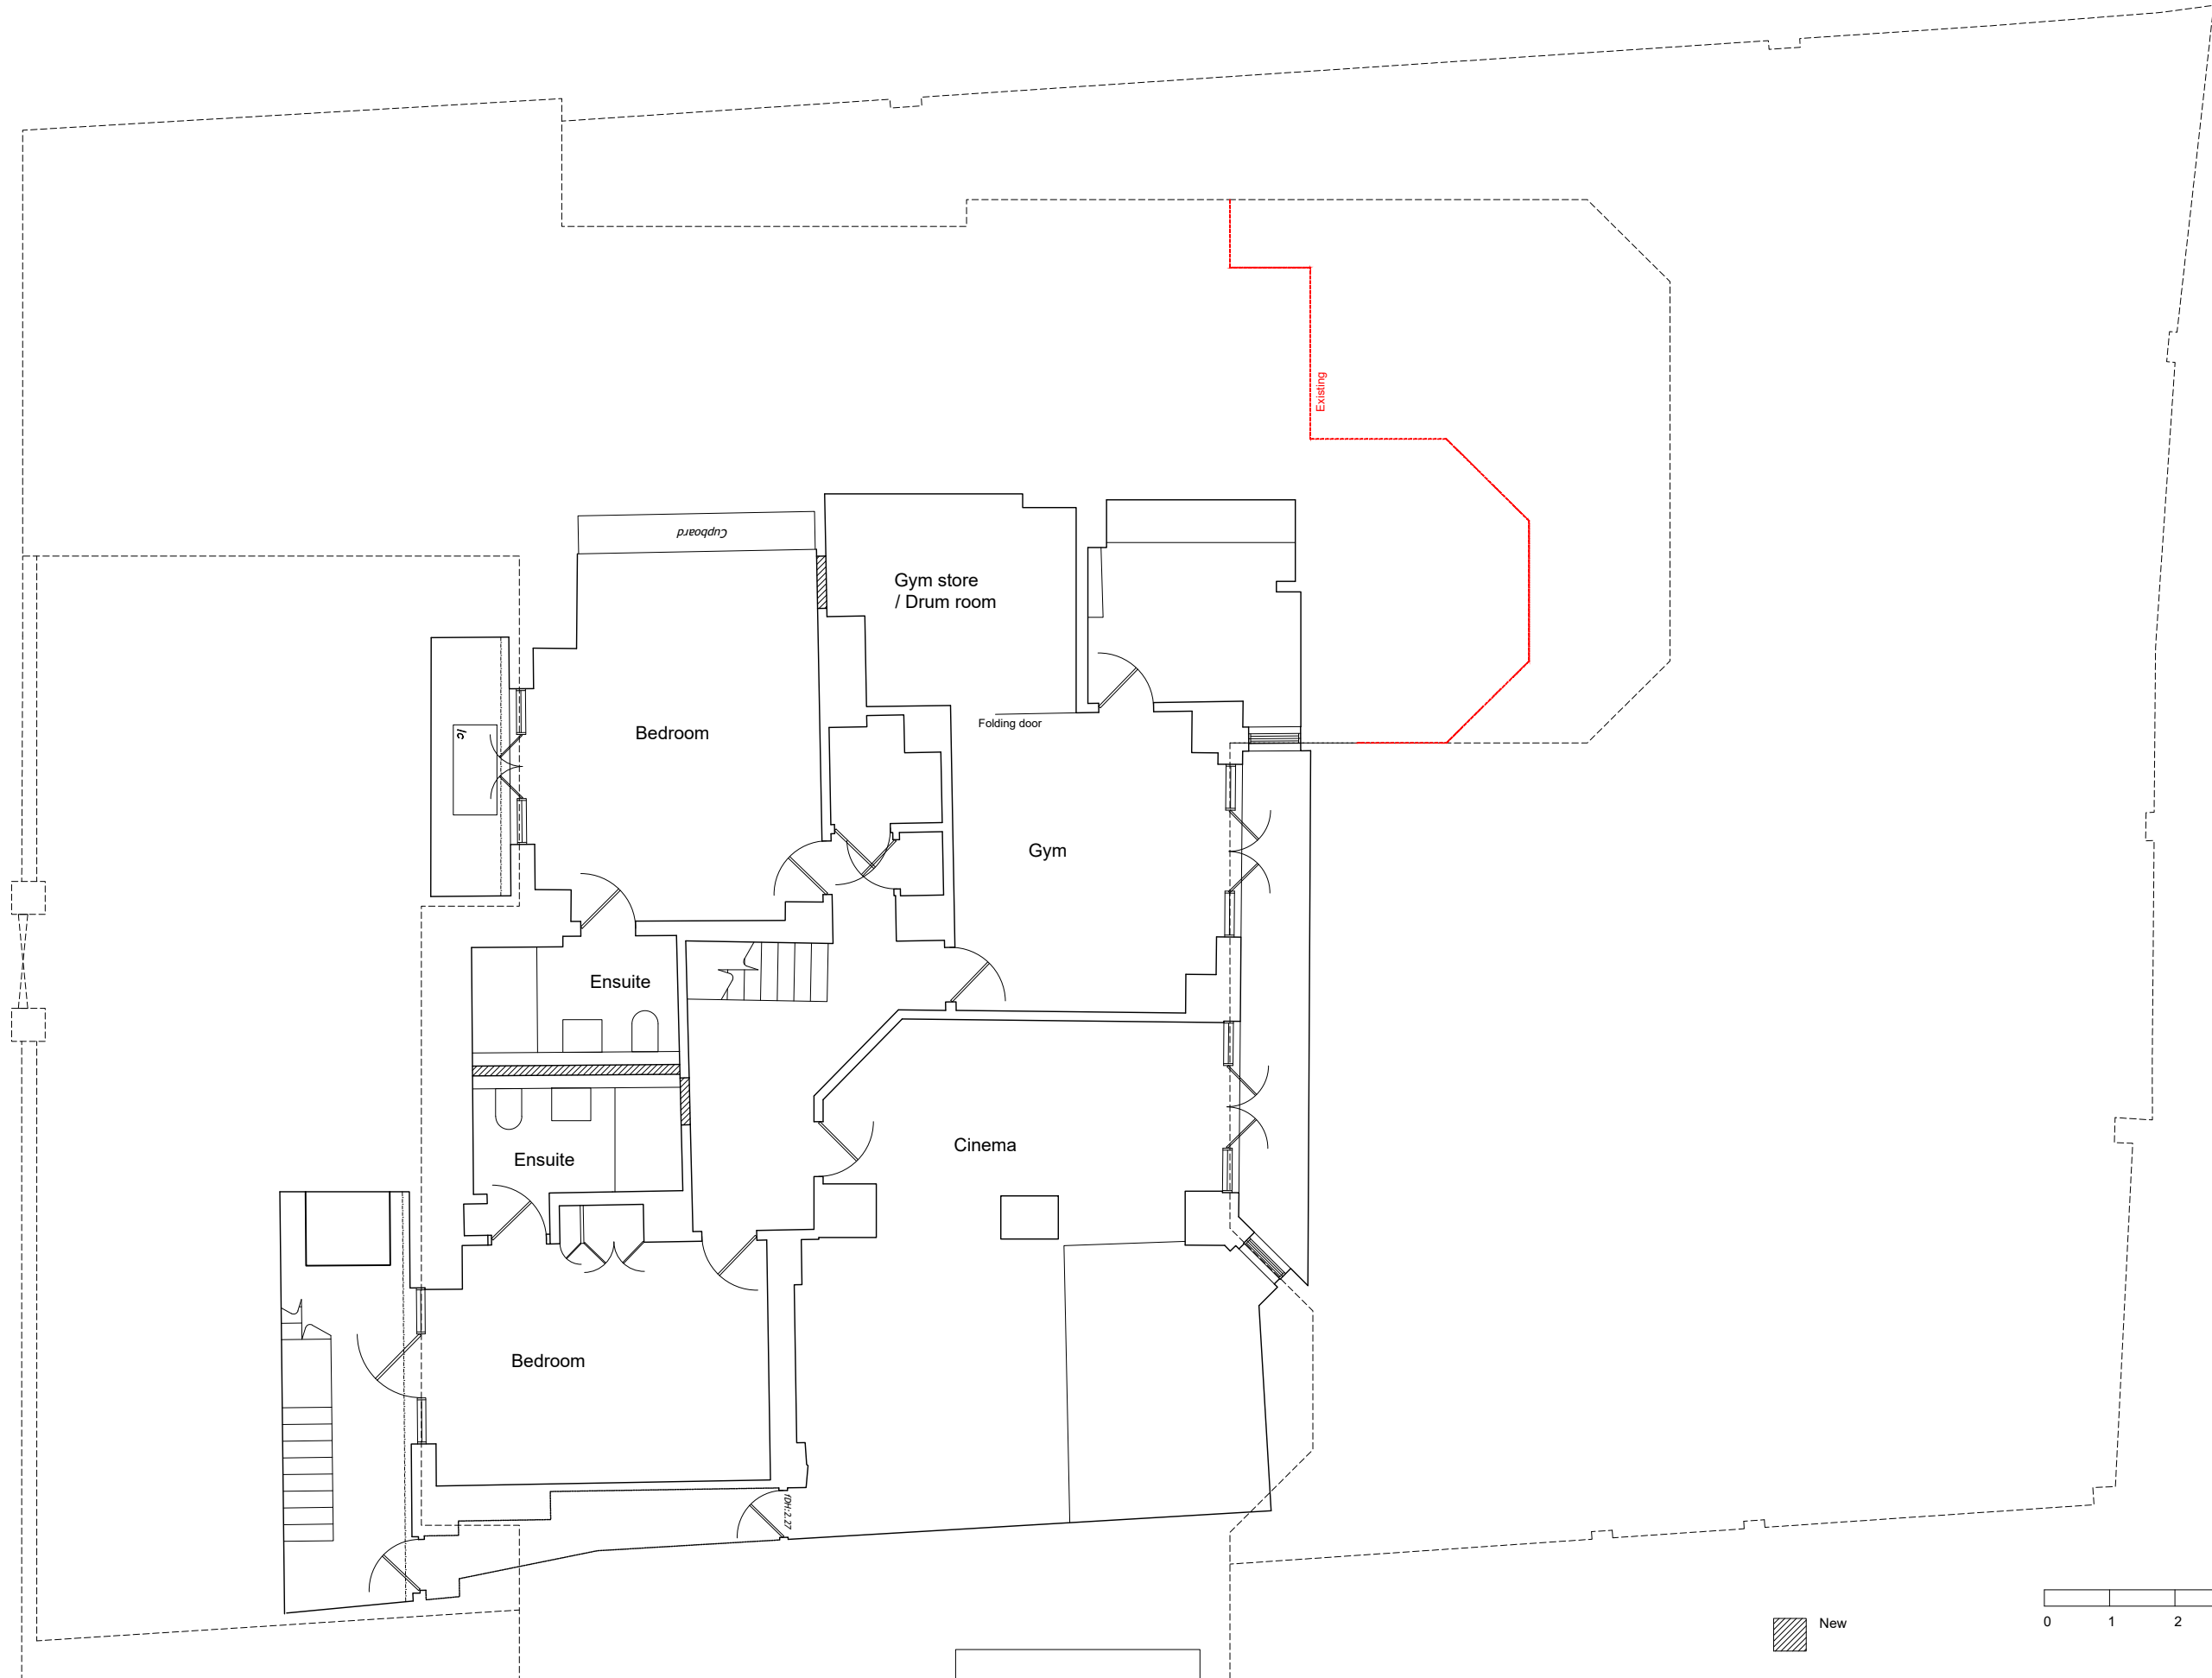 Existing
Cupboard
Gym store
/ Drum room
Folding door
Bedroom
I/c
Gym
Ensuite
Cinema
Ensuite
Bedroom
fDH:2.27
New
0 1 2